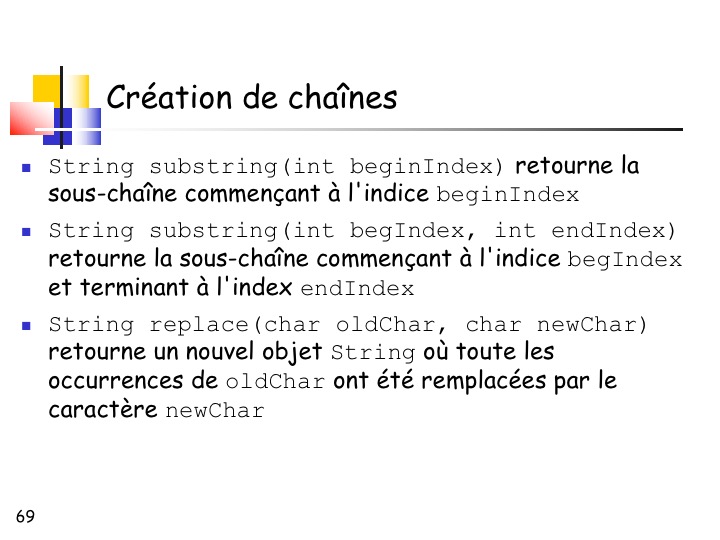 Création de chaînes
String substring(int beginIndex) retourne la
sous-chaîne commençant à l'indice beginIndex
String substring(int begIndex, int endIndex)
retourne la sous-chaîne commençant à l'indice begIndex
et terminant à l'index endIndex
String replace(char oldChar, char newChar)
retourne un nouvel objet String où toute les
occurrences de oldChar ont été remplacées par le
caractère newChar
69